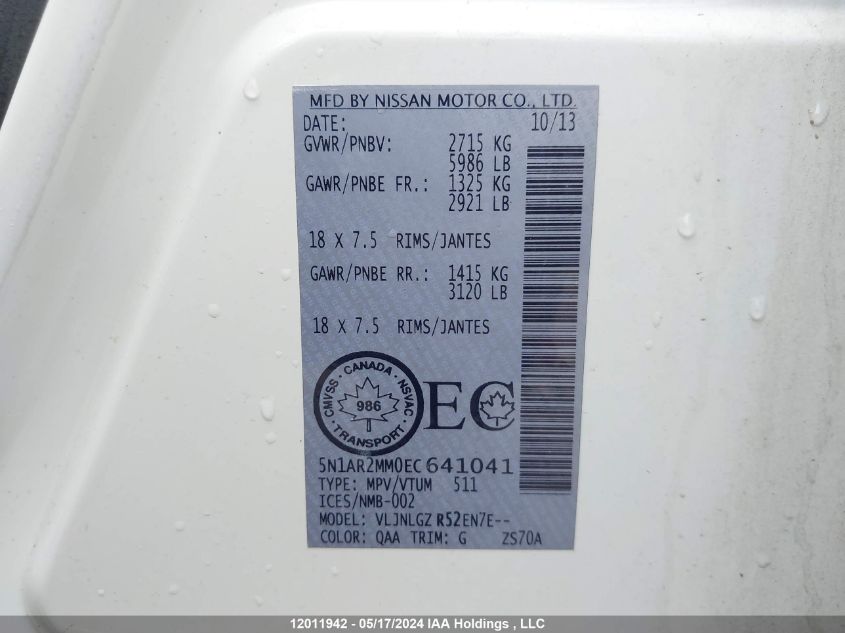 MFD BY NISSAN MOTOR CO., LTD.
DATE: 10/13
GVWR/PNBV: 2715 KG
5986 LB
GAWR/PNBE FR.: 1325 KG
2921 LB
18 X 7.5 RIMS/JANTES
GAWR/PNBE RR.: 1415 KG
3120 LB
18 X 7.5 RIMS/JANTES
CMVSS · CANADA · NSVAC
986
· TRANSPORT ·
EC
5N1AR2MM0EC641041
TYPE: MPV/VTUM 511
ICES/NMB-002
MODEL: VLJNLGZ R52EN7E--
COLOR: QAA TRIM: G ZS70A
12011942 - 05/17/2024 IAA Holdings , LLC